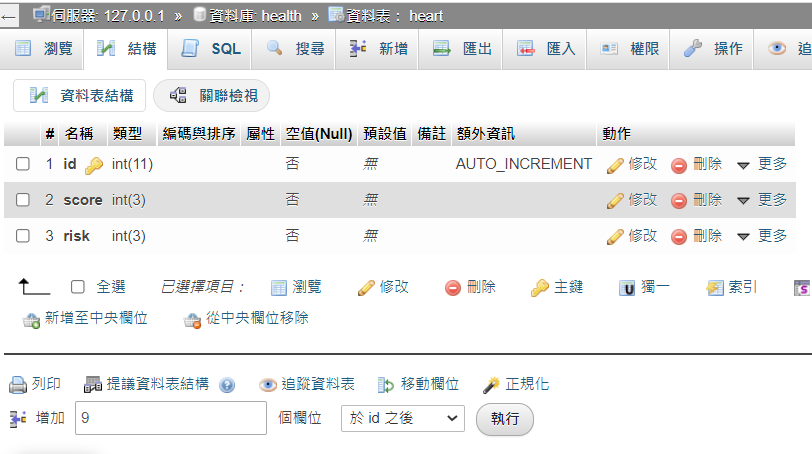 伺服器: 127.0.0.1 » 資料庫: health » 資料表： heart
瀏覽 結構 SQL 搜尋 新增 匯出 匯入 權限 操作 追
資料表結構 關聯檢視
# 名稱 類型 編碼與排序 屬性 空值(Null) 預設值 備註 額外資訊 動作
1 id int(11) 否 無 AUTO_INCREMENT 修改 刪除 更多
2 score int(3) 否 無 修改 刪除 更多
3 risk int(3) 否 無 修改 刪除 更多
全選 已選擇項目： 瀏覽 修改 刪除 主鍵 獨一 索引
新增至中央欄位 從中央欄位移除
列印 提議資料表結構 追蹤資料表 移動欄位 正規化
增加 9 個欄位 於 id 之後 執行